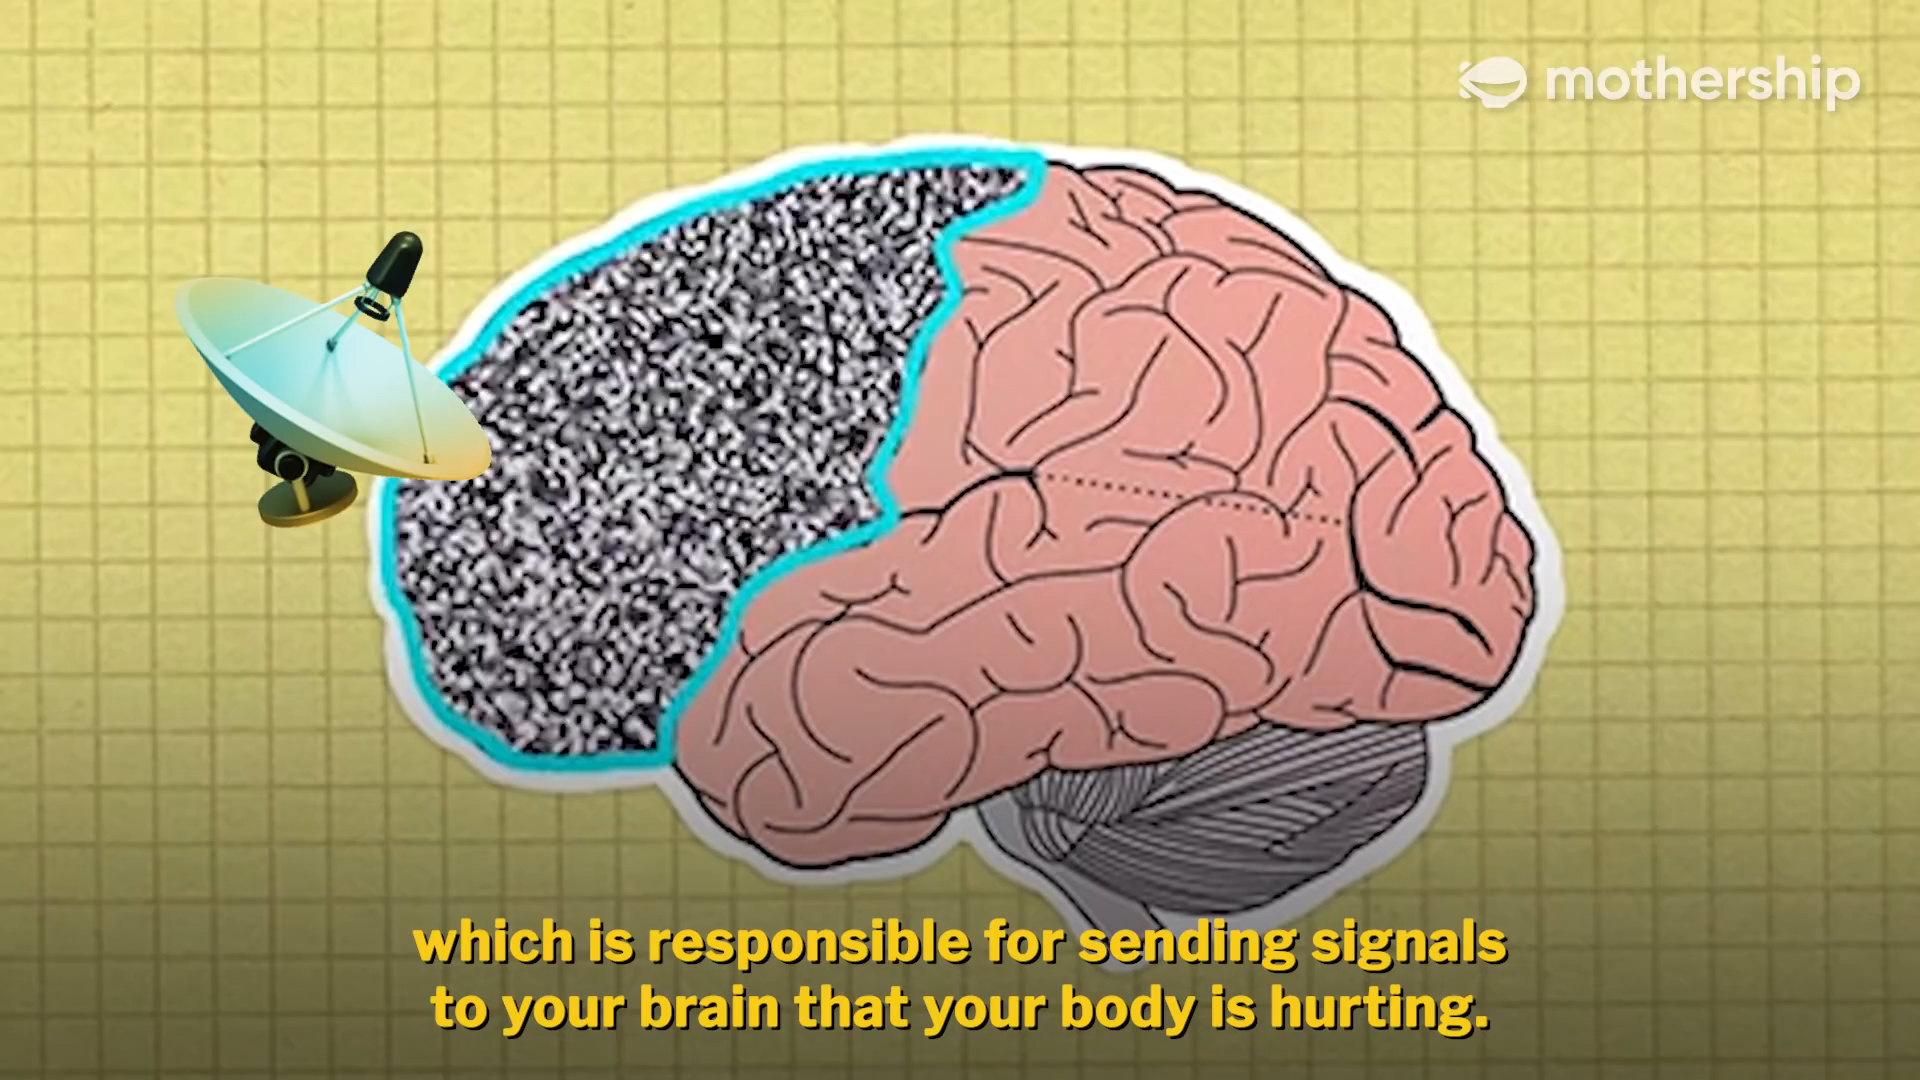 mothership
which is responsible for sending signals
to your brain that your body is hurting.